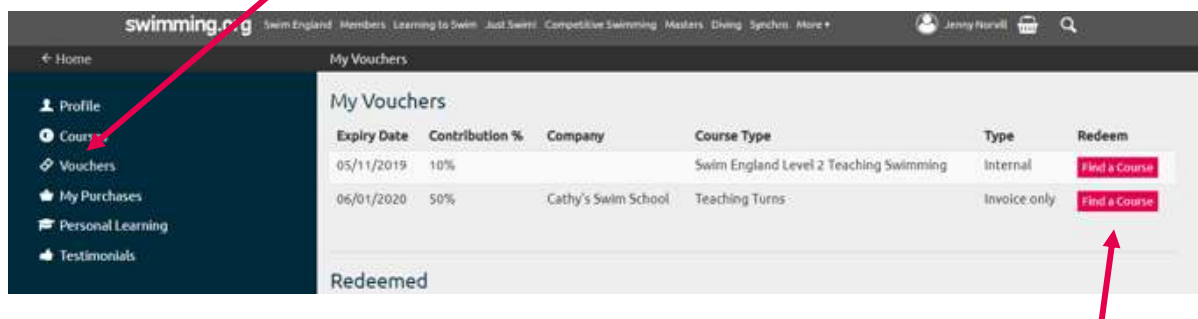 swimming.org Swim England Members Learning to Swim Just Swim! Competitive Swimming Masters Diving Synchro More Jenny Norvell
Home My Vouchers
Profile
Courses
Vouchers
My Purchases
Personal Learning
Testimonials
My Vouchers
Expiry Date Contribution % Company Course Type Type Redeem
05/11/2019 10% Swim England Level 2 Teaching Swimming Internal Find a Course
06/01/2020 50% Cathy's Swim School Teaching Turns Invoice only Find a Course
Redeemed